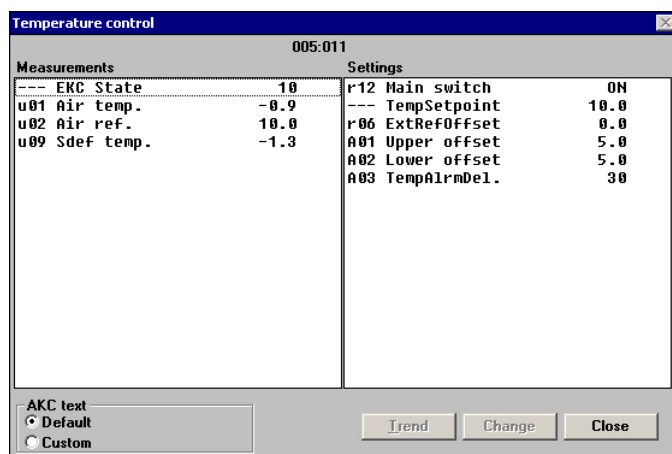 Temperature control
005:011
Measurements
--- EKC State 10
u01 Air temp. -0.9
u02 Air ref. 10.0
u09 Sdef temp. -1.3
Settings
r12 Main switch ON
--- TempSetpoint 10.0
r06 ExtRefOffset 0.0
A01 Upper offset 5.0
A02 Lower offset 5.0
A03 TempAlrmDel. 30
AKC text
Default
Custom
Trend
Change
Close